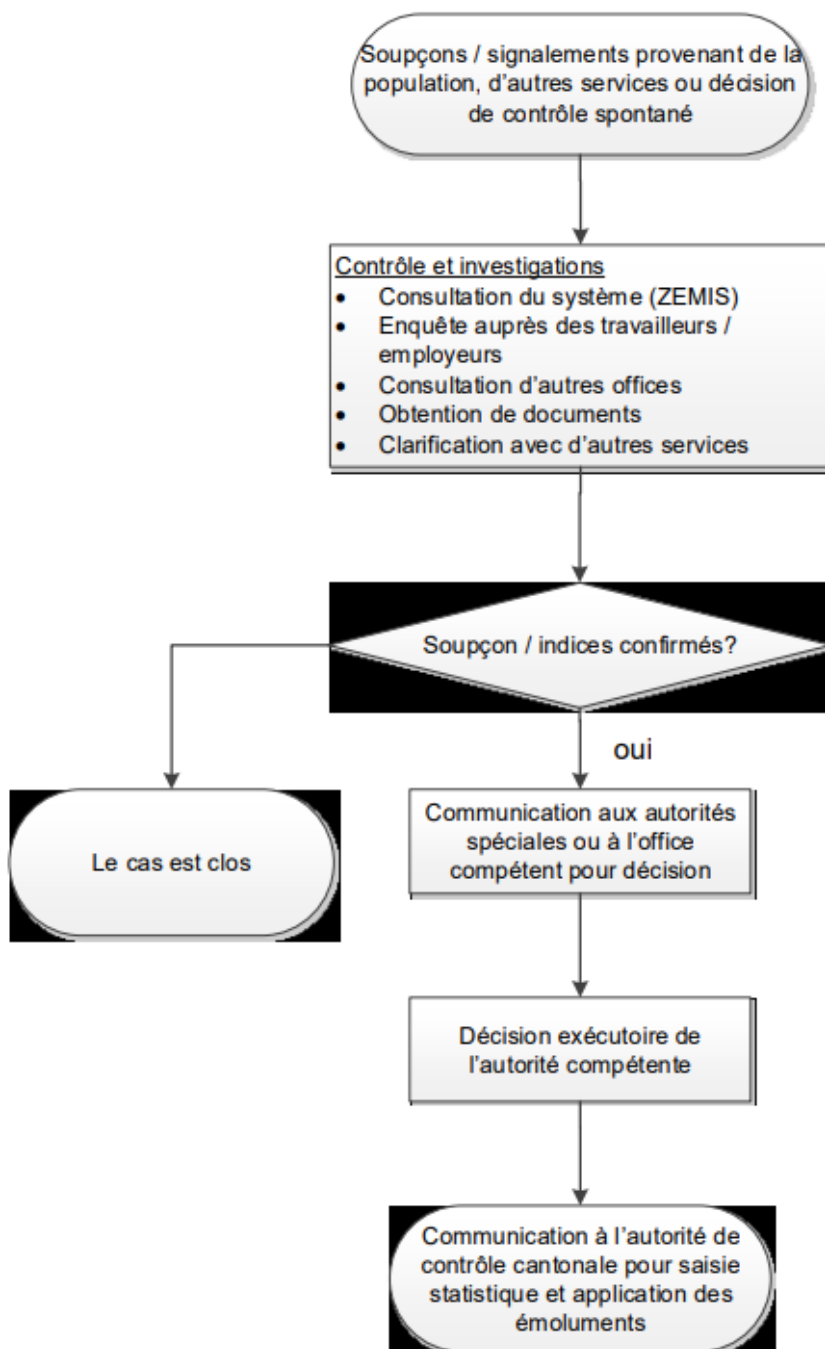 Soupçons / signalements provenant de la
population, d'autres services ou décision
de contrôle spontané
Contrôle et investigations
• Consultation du système (ZEMIS)
• Enquête auprès des travailleurs /
employeurs
• Consultation d'autres offices
• Obtention de documents
• Clarification avec d'autres services
Soupçon / indices confirmés?
oui
Le cas est clos
Communication aux autorités
spéciales ou à l'office
compétent pour décision
Décision exécutoire de
l'autorité compétente
Communication à l'autorité de
contrôle cantonale pour saisie
statistique et application des
émoluments